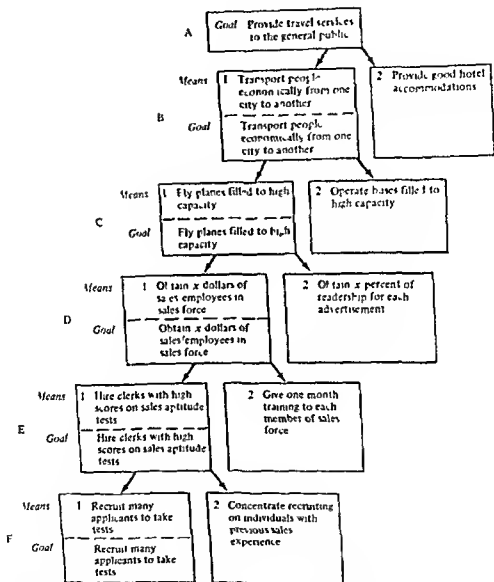 A
Goal Provide travel services
to the general public
Means
1 Transport people
economically from one
city to another
2 Provide good hotel
accommodations
B
Goal
Transport people
economically from one
city to another
Means
1 Fly planes filled to high
capacity
2 Operate buses filled to
high capacity
C
Goal
Fly planes filled to high
capacity
Means
1 Obtain x dollars of
sales employees in
sales force
2 Obtain x percent of
readership for each
advertisement
D
Goal
Obtain x dollars of
sales/employees in
sales force
Means
1 Hire clerks with high
scores on sales aptitude
tests
2 Give one month
training to each
member of sales
force
E
Goal
Hire clerks with high
scores on sales aptitude
tests
Means
1 Recruit many
applicants to take
tests
2 Concentrate recruiting
on individuals with
previous sales
experience
F
Goal
Recruit many
applicants to take
tests